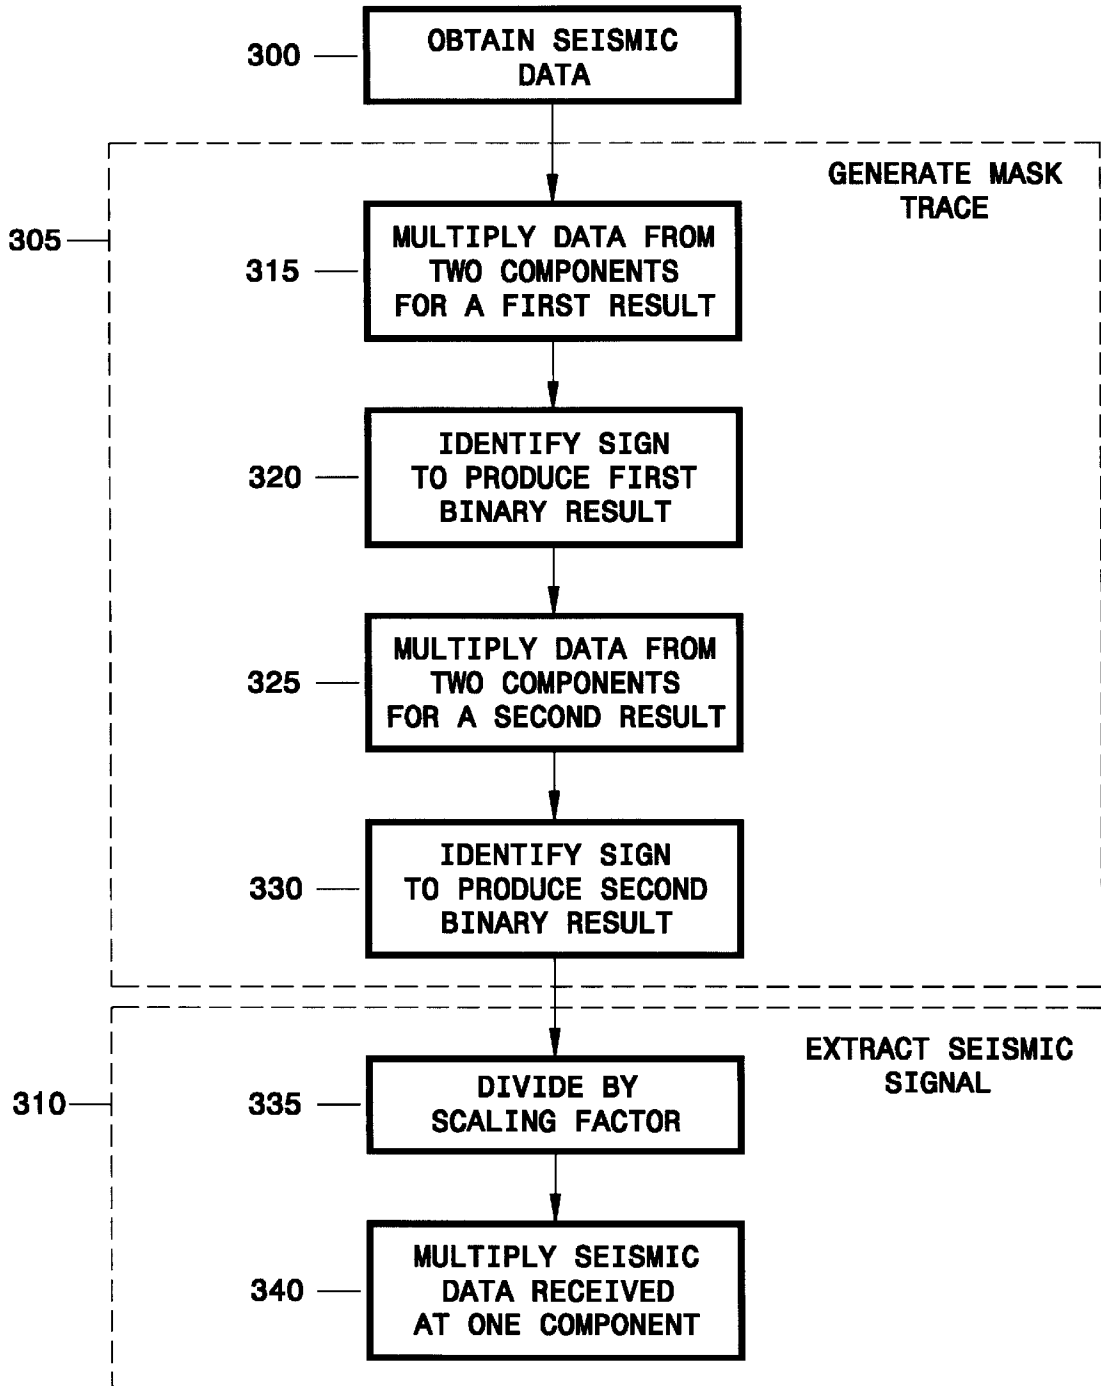 300
OBTAIN SEISMIC
DATA
GENERATE MASK
TRACE
305
315
MULTIPLY DATA FROM
TWO COMPONENTS
FOR A FIRST RESULT
320
IDENTIFY SIGN
TO PRODUCE FIRST
BINARY RESULT
325
MULTIPLY DATA FROM
TWO COMPONENTS
FOR A SECOND RESULT
330
IDENTIFY SIGN
TO PRODUCE SECOND
BINARY RESULT
EXTRACT SEISMIC
SIGNAL
310
335
DIVIDE BY
SCALING FACTOR
340
MULTIPLY SEISMIC
DATA RECEIVED
AT ONE COMPONENT